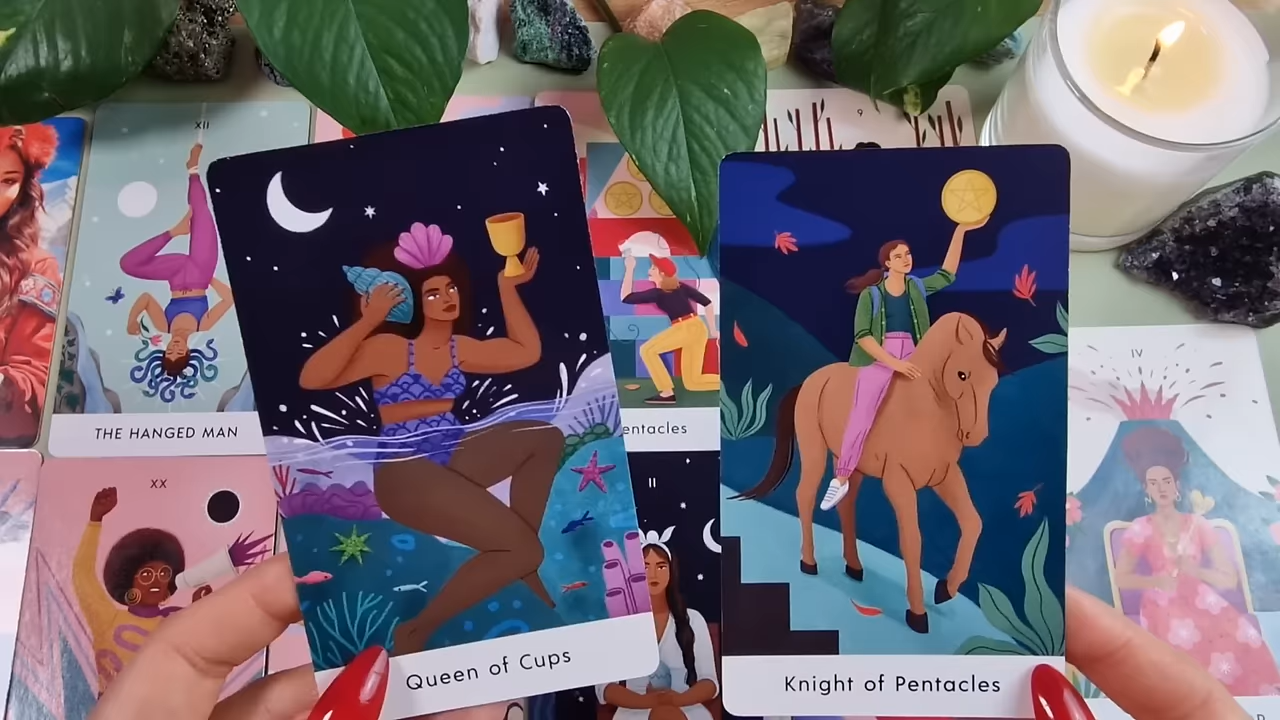 XII
THE HANGED MAN
XX
Queen of Cups
9
entacles
II
Knight of Pentacles
IV